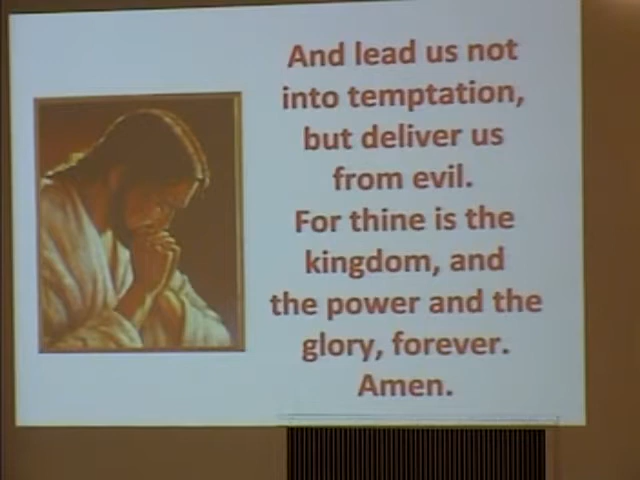 And lead us not
into temptation,
but deliver us
from evil.
For thine is the
kingdom, and
the power and the
glory, forever.
Amen.